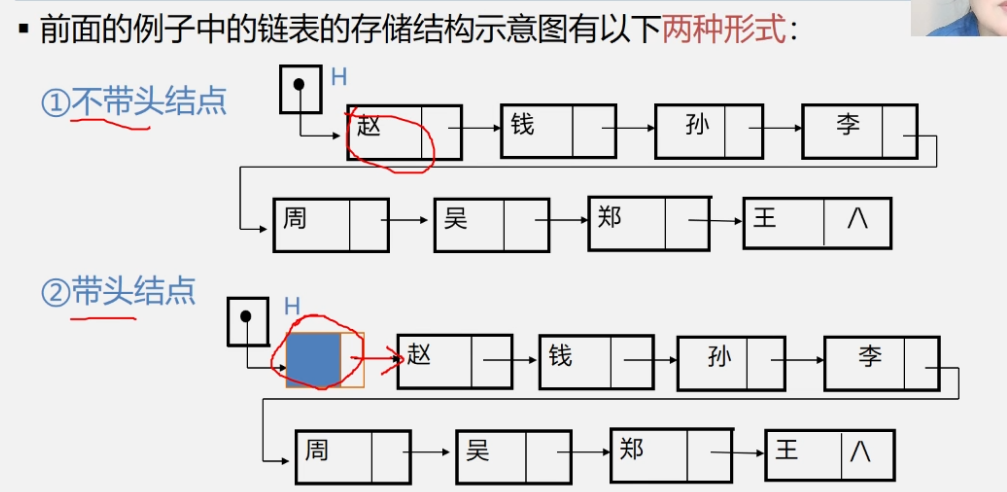 ▪ 前面的例子中的链表的存储结构示意图有以下两种形式：
H
①不带头结点
赵 钱 孙 李
周 吴 郑 王 ∧
②带头结点
H
赵 钱 孙 李
周 吴 郑 王 ∧